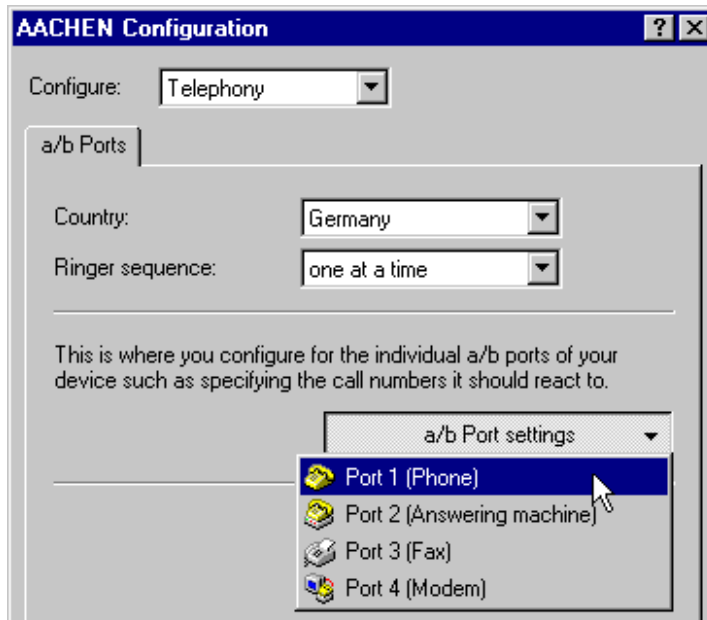 AACHEN Configuration
Configure: Telephony
a/b Ports
Country: Germany
Ringer sequence: one at a time
This is where you configure for the individual a/b ports of your
device such as specifying the call numbers it should react to.
a/b Port settings
Port 1 (Phone)
Port 2 (Answering machine)
Port 3 (Fax)
Port 4 (Modem)